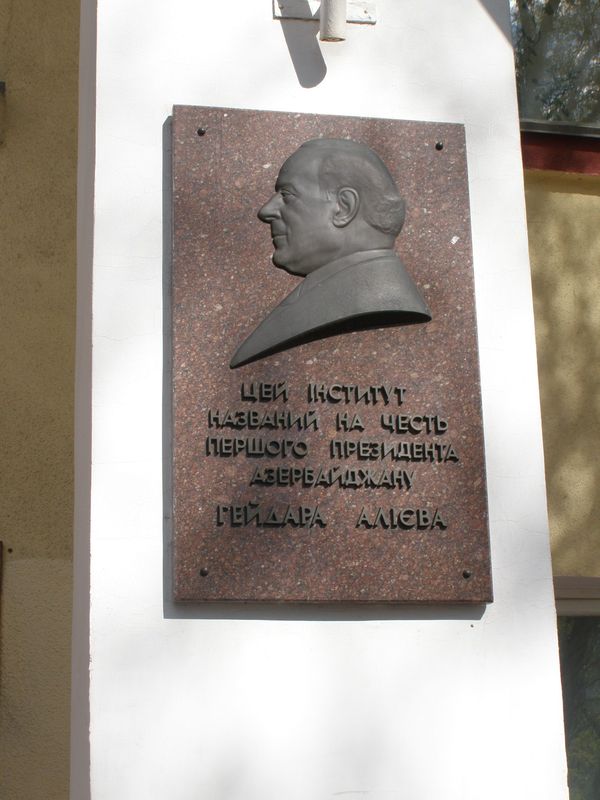 ЦЕЙ ІНСТИТУТ
НАЗВАНИЙ НА ЧЕСТЬ
ПЕРШОГО ПРЕЗИДЕНТА
АЗЕРБАЙДЖАНУ
ГЕЙДАРА АЛІЄВА